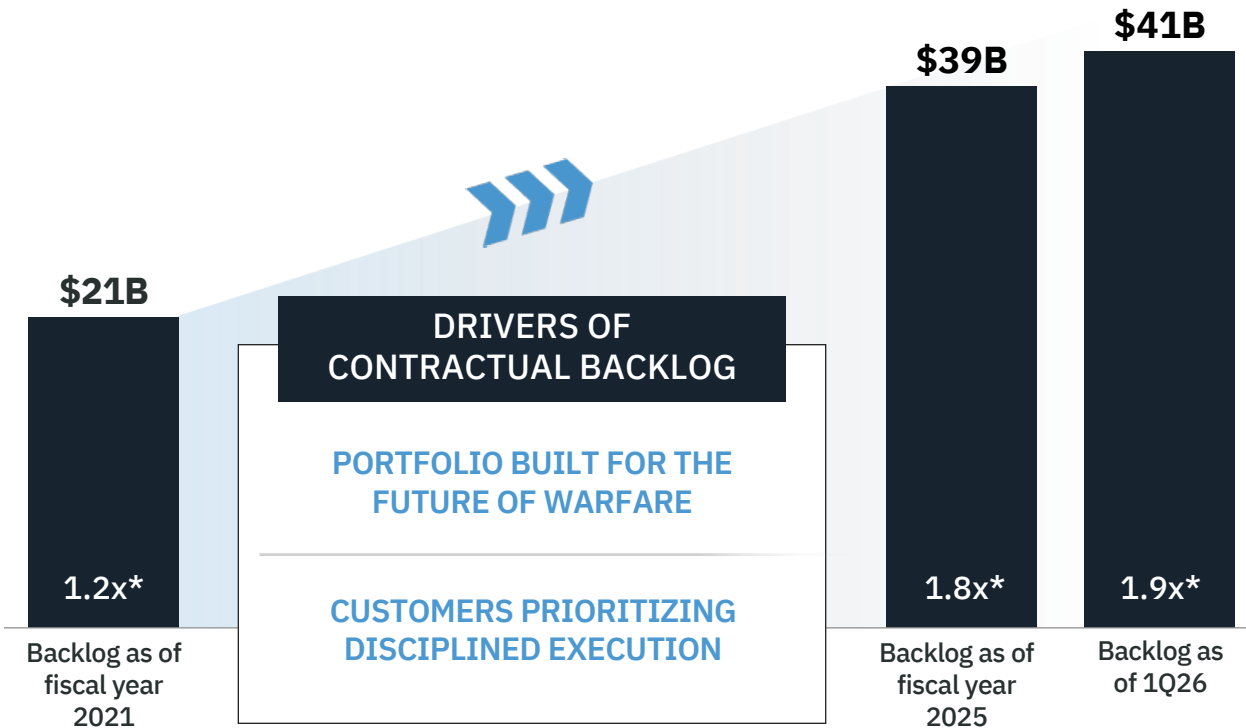 $21B
1.2x*
Backlog as of
fiscal year
2021
DRIVERS OF
CONTRACTUAL BACKLOG
PORTFOLIO BUILT FOR THE
FUTURE OF WARFARE
CUSTOMERS PRIORITIZING
DISCIPLINED EXECUTION
$39B
1.8x*
Backlog as of
fiscal year
2025
$41B
1.9x*
Backlog as
of 1Q26